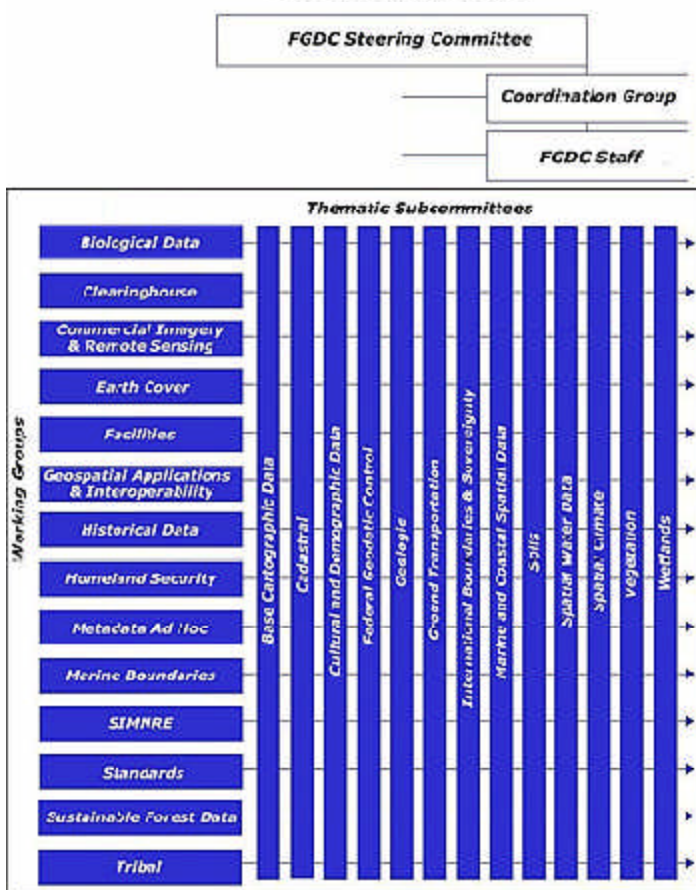 FGDC Steering Committee
Coordination Group
FGDC Staff
Thematic Subcommittees
Working Groups
Biological Data
Clearinghouse
Commercial Imagery
& Remote Sensing
Earth Cover
Facilities
Geospatial Applications
& Interoperability
Historical Data
Homeland Security
Metadata Ad Hoc
Marine Boundaries
SIMNRE
Standards
Sustainable Forest Data
Tribal
Base Cartographic Data
Cadastral
Cultural and Demographic Data
Federal Geodetic Control
Geologic
Ground Transportation
International Boundaries & Sovereignty
Marine and Coastal Spatial Data
Soils
Spatial Water Data
Spatial Climate
Vegetation
Wetlands